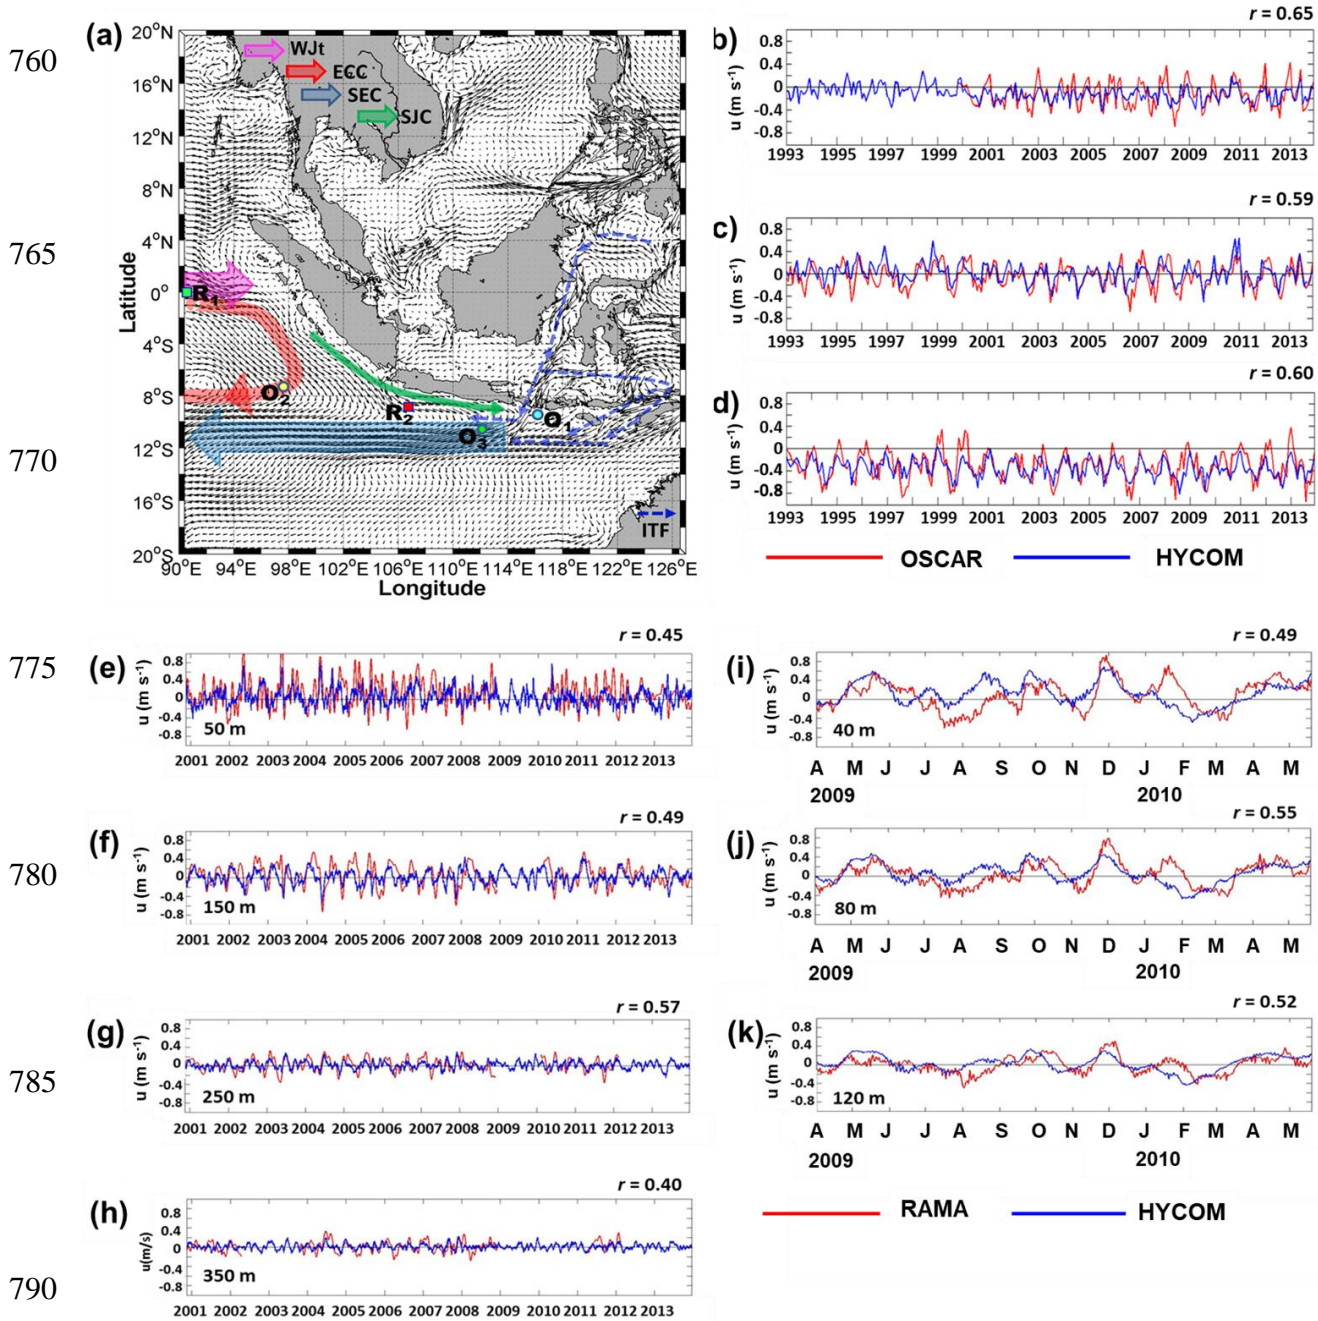 760
765
770
775
780
785
790
(a)
WJt
ECC
SEC
SJC
20°N
16°N
12°N
8°N
4°N
0°
4°S
8°S
12°S
16°S
20°S
Latitude
R1
O2
R2
O3
O1
ITF
90°E 94°E 98°E 102°E 106°E 110°E 114°E 118°E 122°E 126°E
Longitude
r = 0.65
b)
u (m s-1)
0.8
0.4
0
-0.4
-0.8
1993 1995 1997 1999 2001 2003 2005 2007 2009 2011 2013
r = 0.59
c)
u (m s-1)
0.8
0.4
0
-0.4
-0.8
1993 1995 1997 1999 2001 2003 2005 2007 2009 2011 2013
r = 0.60
d)
u (m s-1)
0.8
0.4
0
-0.4
-0.8
1993 1995 1997 1999 2001 2003 2005 2007 2009 2011 2013
OSCAR HYCOM
r = 0.45
(e)
u (m s-1)
0.8
0.4
0
-0.4
-0.8
50 m
2001 2002 2003 2004 2005 2006 2007 2008 2009 2010 2011 2012 2013
r = 0.49
(f)
u (m s-1)
0.8
0.4
0
-0.4
-0.8
150 m
2001 2002 2003 2004 2005 2006 2007 2008 2009 2010 2011 2012 2013
r = 0.57
(g)
u (m s-1)
0.8
0.4
0
-0.4
-0.8
250 m
2001 2002 2003 2004 2005 2006 2007 2008 2009 2010 2011 2012 2013
r = 0.40
(h)
u(m/s)
0.8
0.4
0
-0.4
-0.8
350 m
2001 2002 2003 2004 2005 2006 2007 2008 2009 2010 2011 2012 2013
r = 0.49
(i)
u (m s-1)
0.8
0.4
0
-0.4
-0.8
40 m
A M J J A S O N D J F M A M
2009 2010
r = 0.55
(j)
u (m s-1)
0.8
0.4
0
-0.4
-0.8
80 m
A M J J A S O N D J F M A M
2009 2010
r = 0.52
(k)
u (m s-1)
0.8
0.4
0
-0.4
-0.8
120 m
A M J J A S O N D J F M A M
2009 2010
RAMA HYCOM